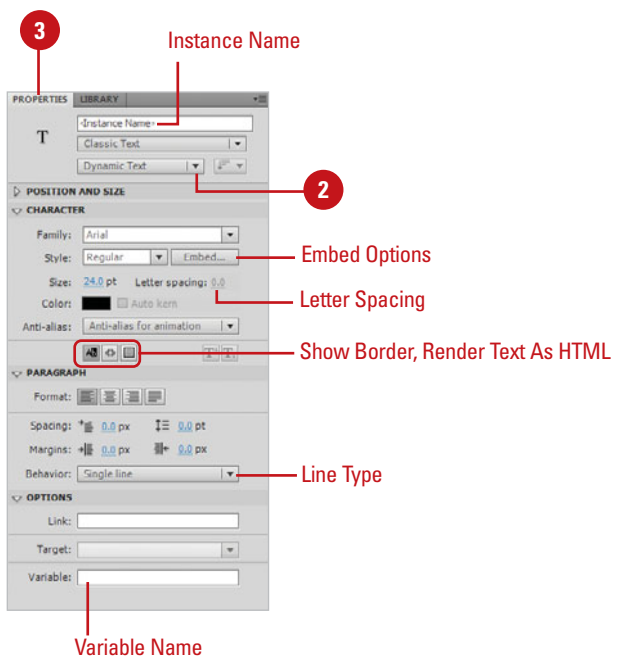 3
Instance Name
PROPERTIES LIBRARY
<Instance Name>
T
Classic Text
Dynamic Text
2
POSITION AND SIZE
CHARACTER
Family: Arial
Style: Regular Embed...
Embed Options
Size: 24.0 pt Letter spacing: 0.0
Letter Spacing
Color: Auto kern
Anti-alias: Anti-alias for animation
Show Border, Render Text As HTML
PARAGRAPH
Format:
Spacing: 0.0 px 0.0 pt
Margins: 0.0 px 0.0 px
Behavior: Single line
Line Type
OPTIONS
Link:
Target:
Variable:
Variable Name